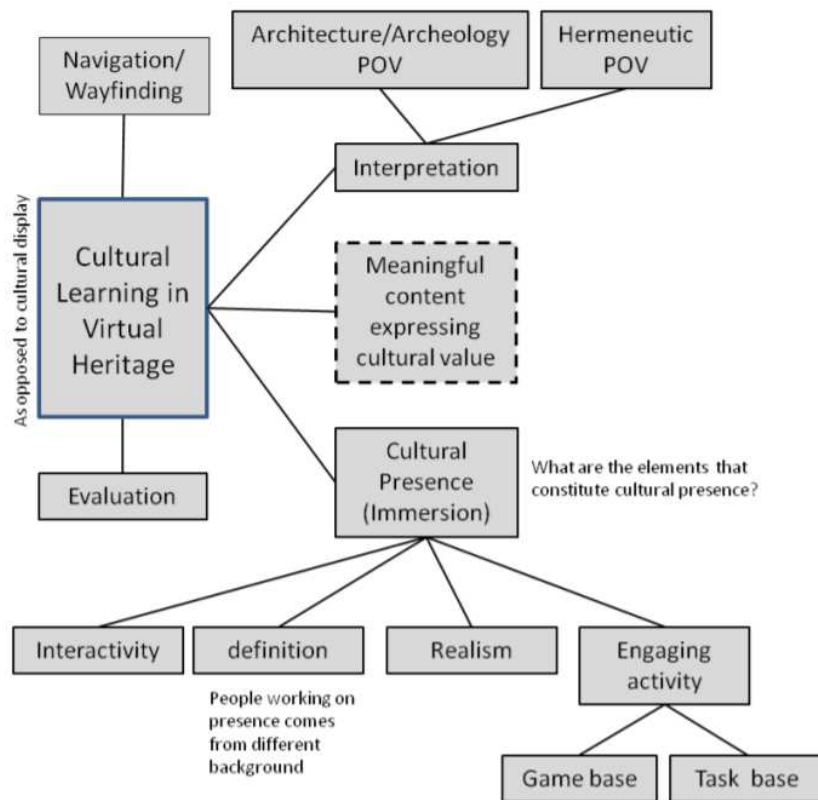 Navigation/
Wayfinding
Architecture/Archeology
POV
Hermeneutic
POV
Interpretation
As opposed to cultural display
Cultural
Learning in
Virtual
Heritage
Meaningful
content
expressing
cultural value
Evaluation
Cultural
Presence
(Immersion)
What are the elements that
constitute cultural presence?
Interactivity
definition
Realism
Engaging
activity
People working on
presence comes
from different
background
Game base
Task base